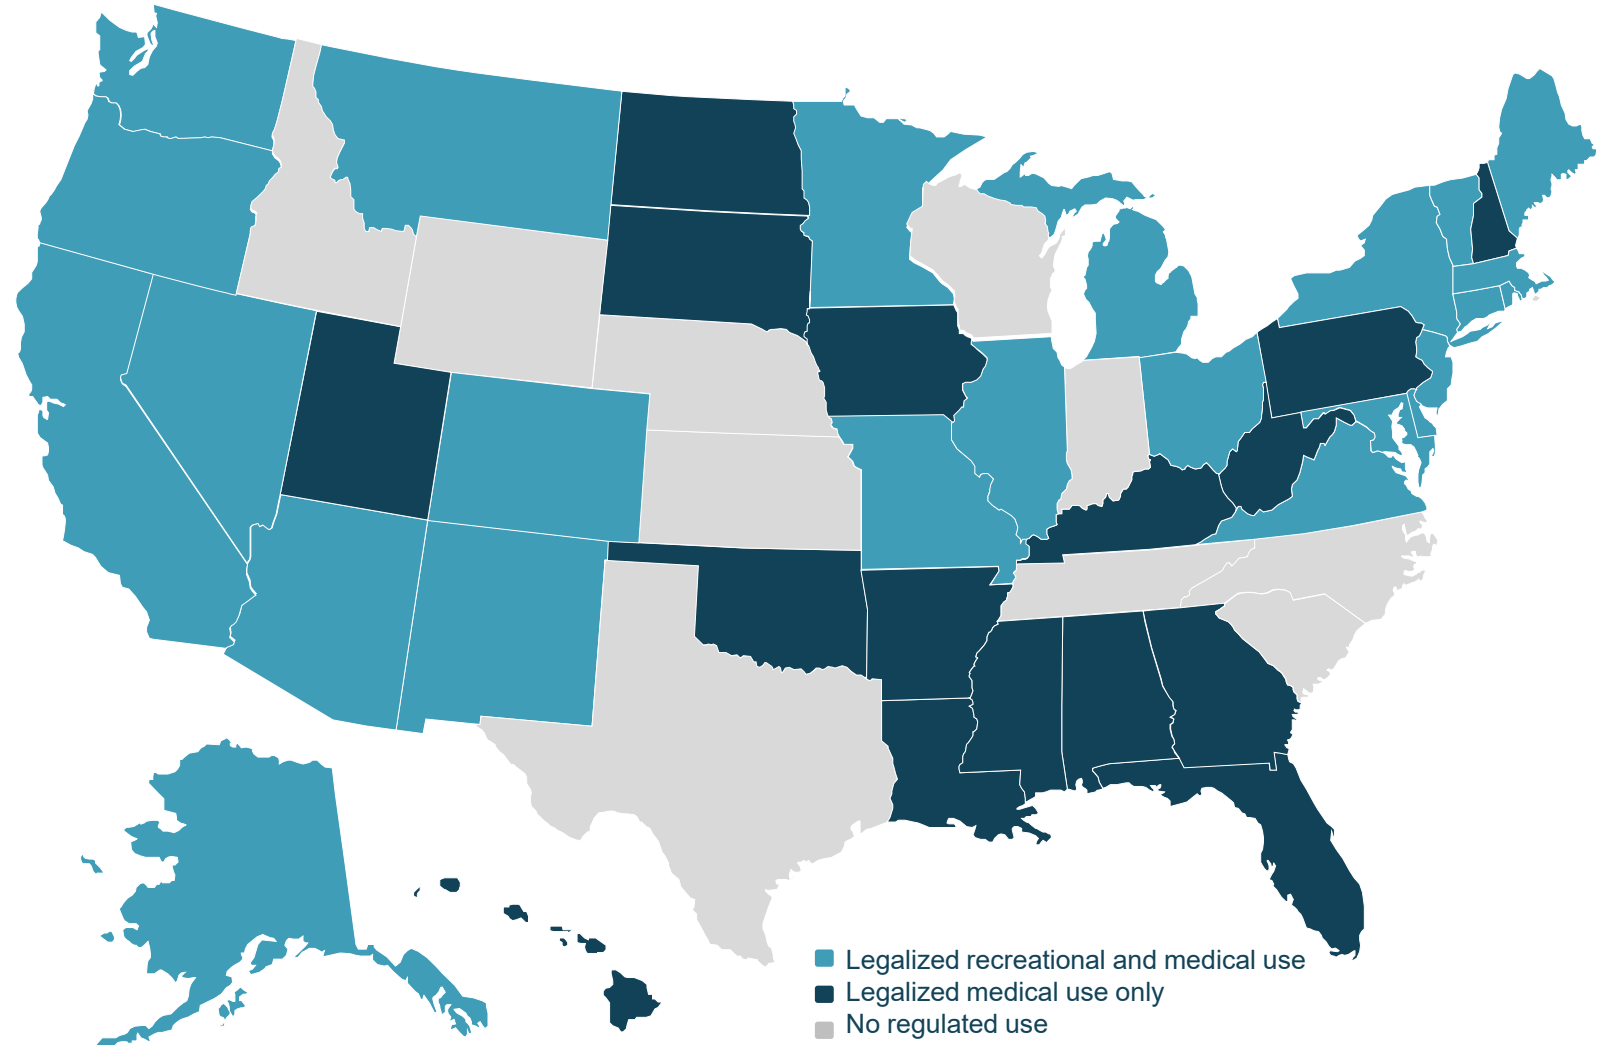 Legalized recreational and medical use
Legalized medical use only
No regulated use